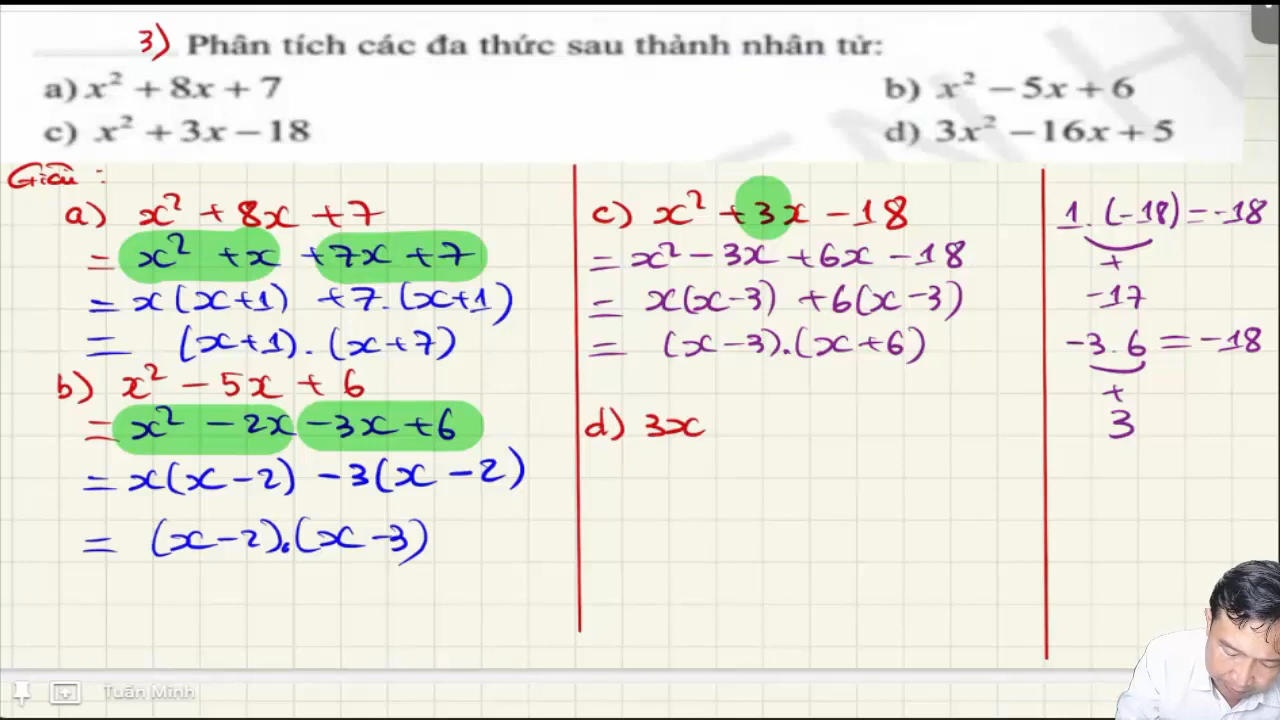 3) Phân tích các đa thức sau thành nhân tử:
a) x² + 8x + 7
b) x² − 5x + 6
c) x² + 3x − 18
d) 3x² − 16x + 5
Giải :
a) x² + 8x + 7
= x² + x + 7x + 7
= x(x+1) + 7.(x+1)
= (x+1).(x+7)
b) x² − 5x + 6
= x² − 2x − 3x + 6
= x(x−2) − 3(x−2)
= (x−2).(x−3)
c) x² + 3x − 18
= x² − 3x + 6x − 18
= x(x−3) + 6(x−3)
= (x−3).(x+6)
d) 3x
1.(−18) = −18
+
−17
−3.6 = −18
+
3
Tuấn Minh